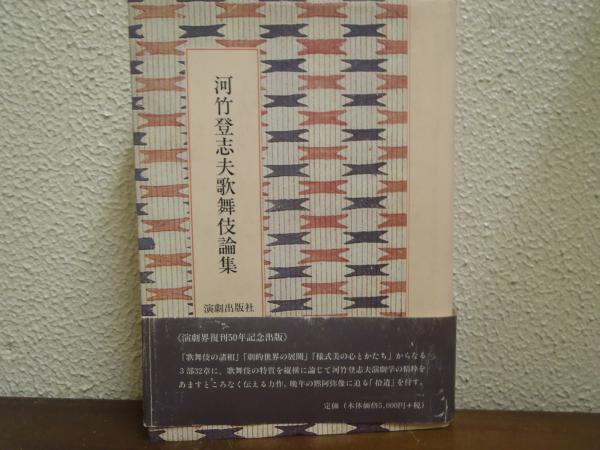 河竹登志夫歌舞伎論集
演劇出版社
《演劇界復刊50年記念出版》
「歌舞伎の諸相」「劇的世界の展開」「様式美の心とかたち」からなる
3部32章に、歌舞伎の特質を縦横に論じて河竹登志夫演劇学の精粋を
あますところなく伝える力作。晩年の黙阿弥像に迫る「拾遺」を付す。
定価（本体価格5,000円＋税）